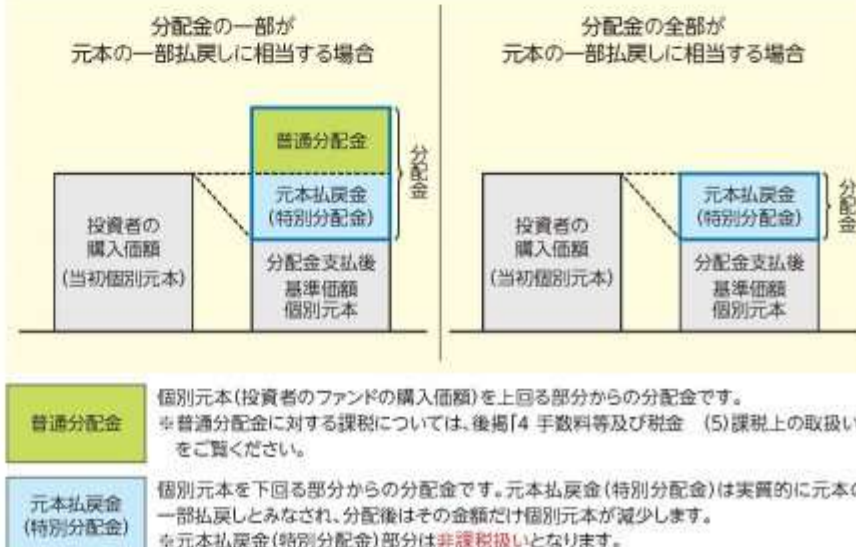 分配金の一部が
元本の一部払戻しに相当する場合
投資者の
購入価額
(当初個別元本)
普通分配金
元本払戻金
(特別分配金)
分配金支払後
基準価額
個別元本
分配金
分配金の全部が
元本の一部払戻しに相当する場合
投資者の
購入価額
(当初個別元本)
元本払戻金
(特別分配金)
分配金支払後
基準価額
個別元本
分配金
普通分配金
個別元本(投資者のファンドの購入価額)を上回る部分からの分配金です。
※普通分配金に対する課税については、後掲「4 手数料等及び税金 (5)課税上の取扱い
をご覧ください。
元本払戻金
(特別分配金)
個別元本を下回る部分からの分配金です。元本払戻金(特別分配金)は実質的に元本の
一部払戻しとみなされ、分配後はその金額だけ個別元本が減少します。
※元本払戻金(特別分配金)部分は非課税扱いとなります。